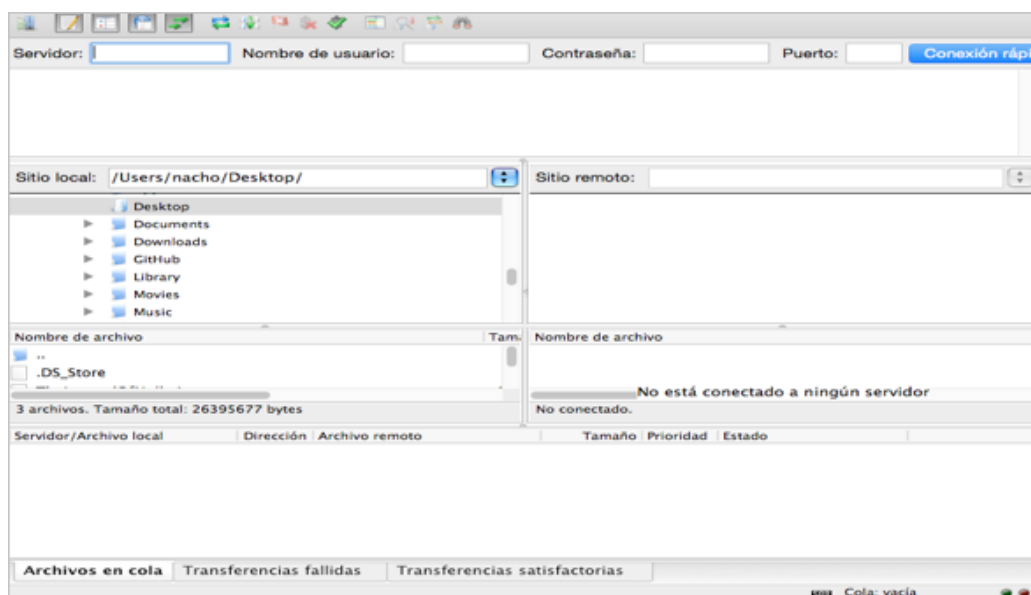 Servidor: Nombre de usuario: Contraseña: Puerto: Conexión rápi
Sitio local: /Users/nacho/Desktop/ Sitio remoto:
Desktop
Documents
Downloads
GitHub
Library
Movies
Music
Nombre de archivo Tam Nombre de archivo
..
.DS_Store
No está conectado a ningún servidor
3 archivos. Tamaño total: 26395677 bytes No conectado.
Servidor/Archivo local Dirección Archivo remoto Tamaño Prioridad Estado
Archivos en cola Transferencias fallidas Transferencias satisfactorias
Cola: vacía